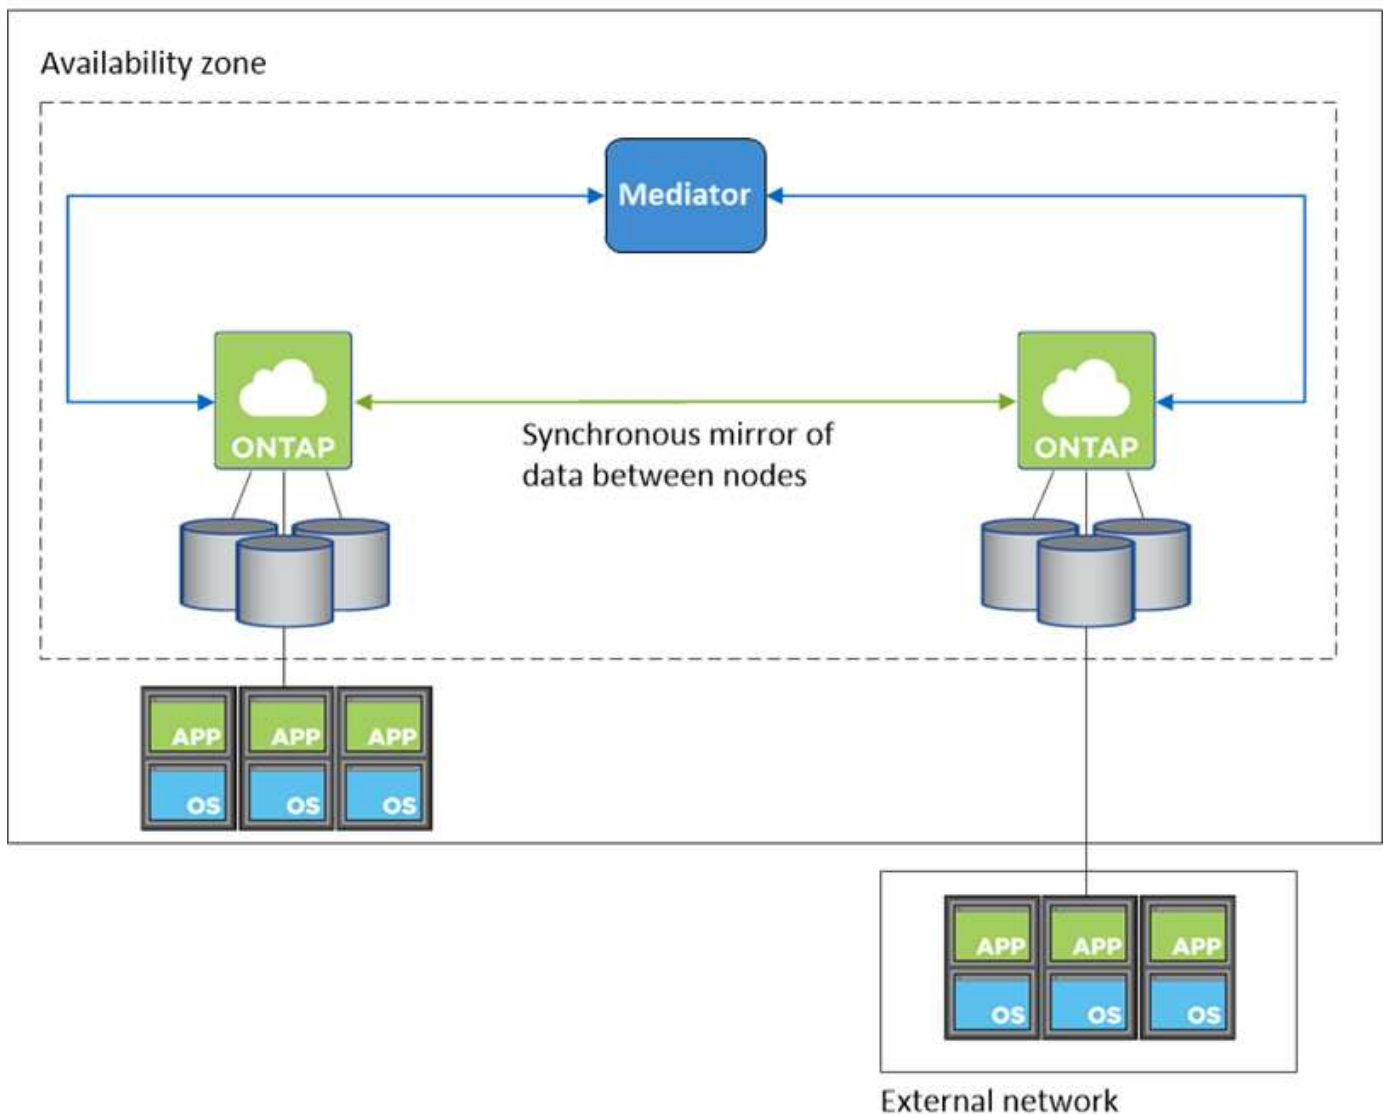 Availability zone
Mediator
ONTAP
ONTAP
Synchronous mirror of
data between nodes
APP
APP
APP
OS
OS
OS
APP
APP
APP
OS
OS
OS
External network